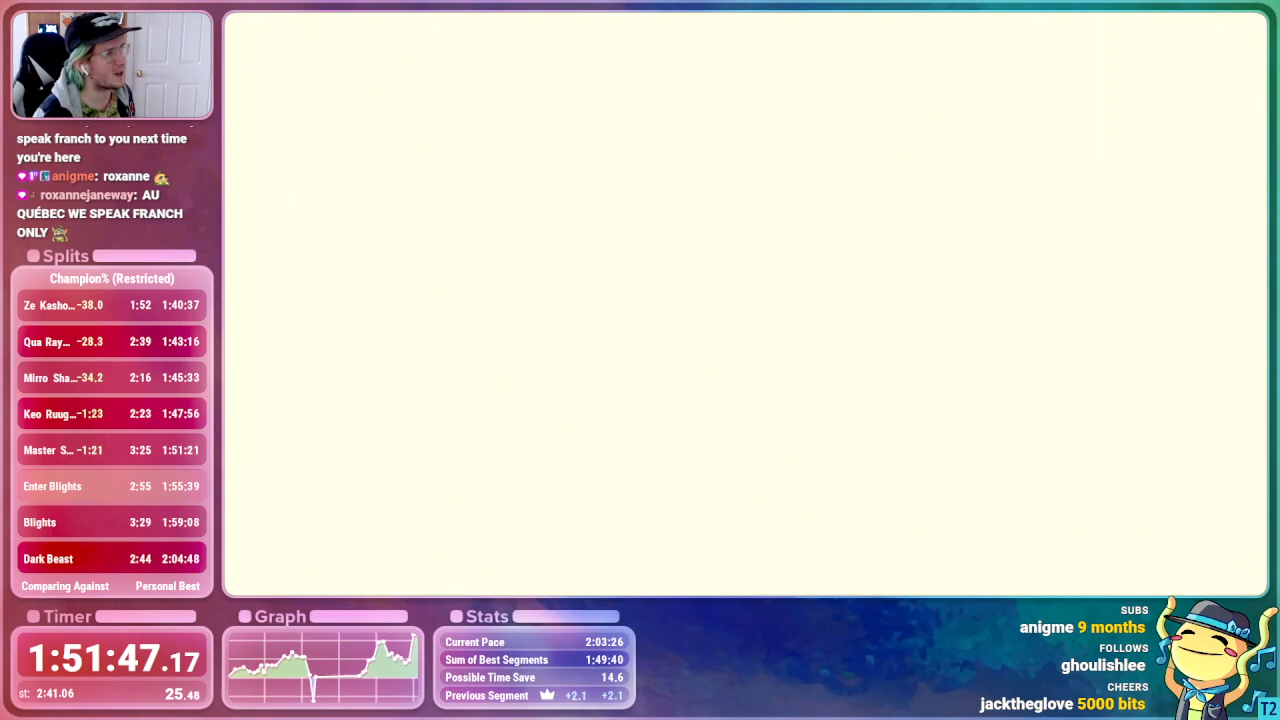 speak franch to you next time
you're here
anigme: roxanne
roxannejaneway: AU
QUÉBEC WE SPEAK FRANCH
ONLY
Splits
Champion% (Restricted)
Ze Kasho... -38.0 1:52 1:40:37
Qua Ray... -28.3 2:39 1:43:16
Mirro Sha... -34.2 2:16 1:45:33
Keo Ruug... -1:23 2:23 1:47:56
Master S... -1:21 3:25 1:51:21
Enter Blights 2:55 1:55:39
Blights 3:29 1:59:08
Dark Beast 2:44 2:04:48
Comparing Against Personal Best
Timer
1:51:47.17
st: 2:41.06 25.48
Graph
Stats
Current Pace 2:03:26
Sum of Best Segments 1:49:40
Possible Time Save 14.6
Previous Segment +2.1 +2.1
SUBS
anigme 9 months
FOLLOWS
ghoulishlee
CHEERS
jacktheglove 5000 bits
T2